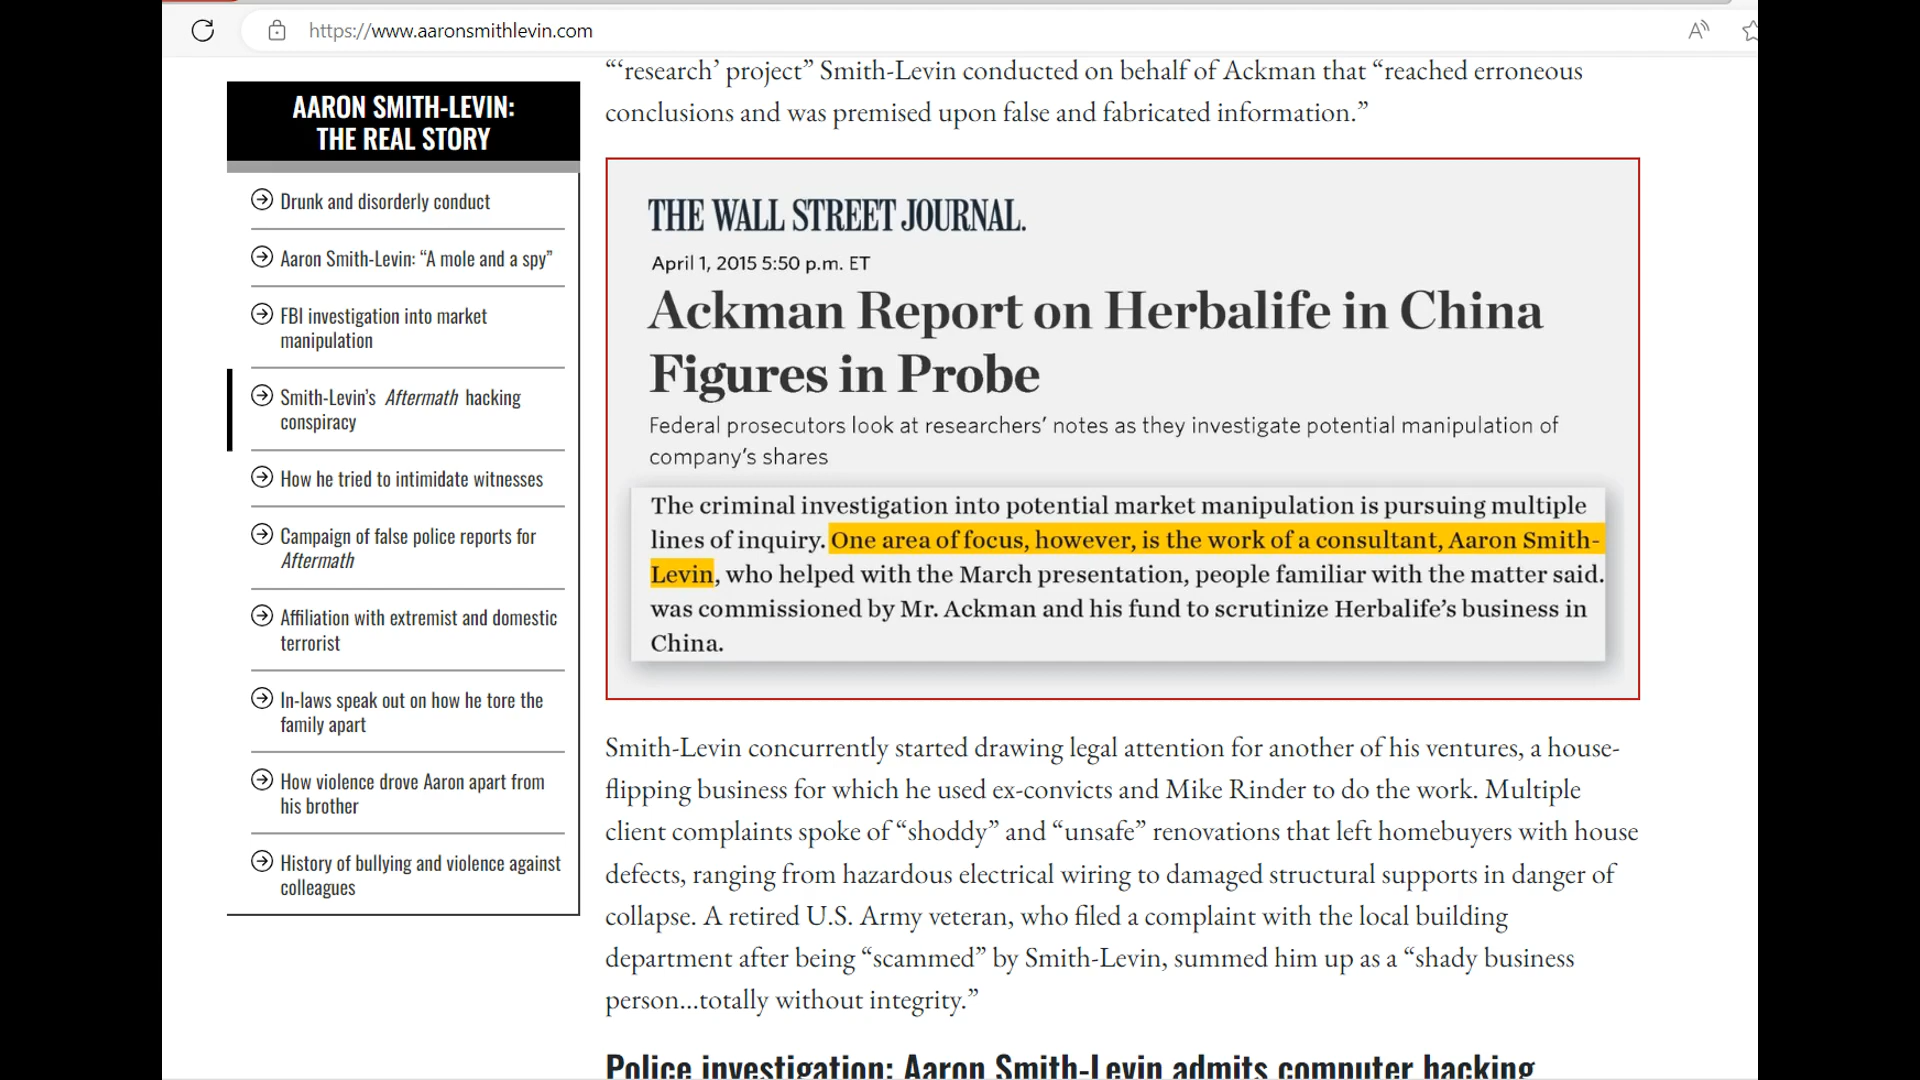 https://www.aaronsmithlevin.com
AARON SMITH-LEVIN:
THE REAL STORY
Drunk and disorderly conduct
Aaron Smith-Levin: “A mole and a spy”
FBI investigation into market
manipulation
Smith-Levin’s Aftermath hacking
conspiracy
How he tried to intimidate witnesses
Campaign of false police reports for
Aftermath
Affiliation with extremist and domestic
terrorist
In-laws speak out on how he tore the
family apart
How violence drove Aaron apart from
his brother
History of bullying and violence against
colleagues
“‘research’ project” Smith-Levin conducted on behalf of Ackman that “reached erroneous
conclusions and was premised upon false and fabricated information.”
THE WALL STREET JOURNAL.
April 1, 2015 5:50 p.m. ET
Ackman Report on Herbalife in China
Figures in Probe
Federal prosecutors look at researchers’ notes as they investigate potential manipulation of
company’s shares
The criminal investigation into potential market manipulation is pursuing multiple
lines of inquiry. One area of focus, however, is the work of a consultant, Aaron Smith-
Levin, who helped with the March presentation, people familiar with the matter said.
was commissioned by Mr. Ackman and his fund to scrutinize Herbalife’s business in
China.
Smith-Levin concurrently started drawing legal attention for another of his ventures, a house-
flipping business for which he used ex-convicts and Mike Rinder to do the work. Multiple
client complaints spoke of “shoddy” and “unsafe” renovations that left homebuyers with house
defects, ranging from hazardous electrical wiring to damaged structural supports in danger of
collapse. A retired U.S. Army veteran, who filed a complaint with the local building
department after being “scammed” by Smith-Levin, summed him up as a “shady business
person...totally without integrity.”
Police investigation: Aaron Smith-Levin admits computer hacking